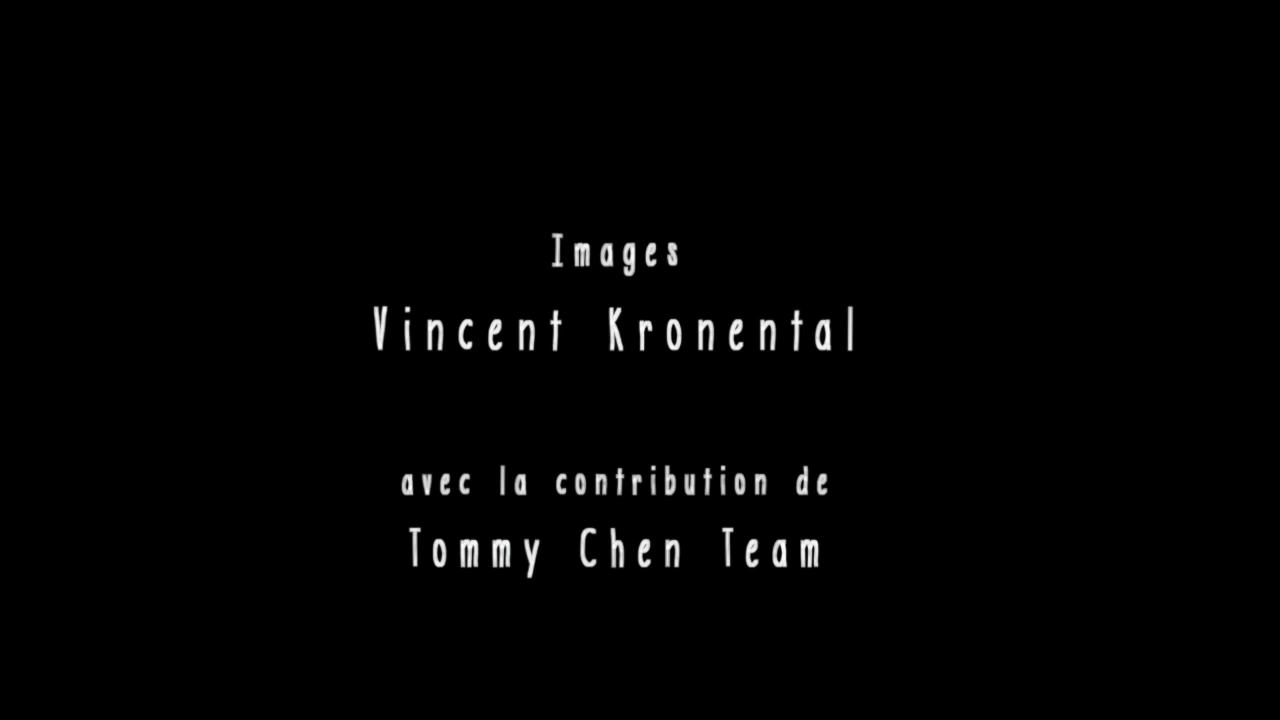 Images
Vincent Kronental
avec la contribution de
Tommy Chen Team